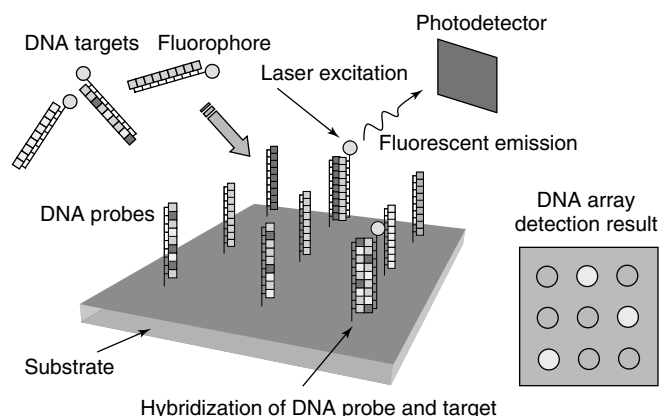 Photodetector
DNA targets
Fluorophore
Laser excitation
Fluorescent emission
DNA probes
DNA array
detection result
Substrate
Hybridization of DNA probe and target